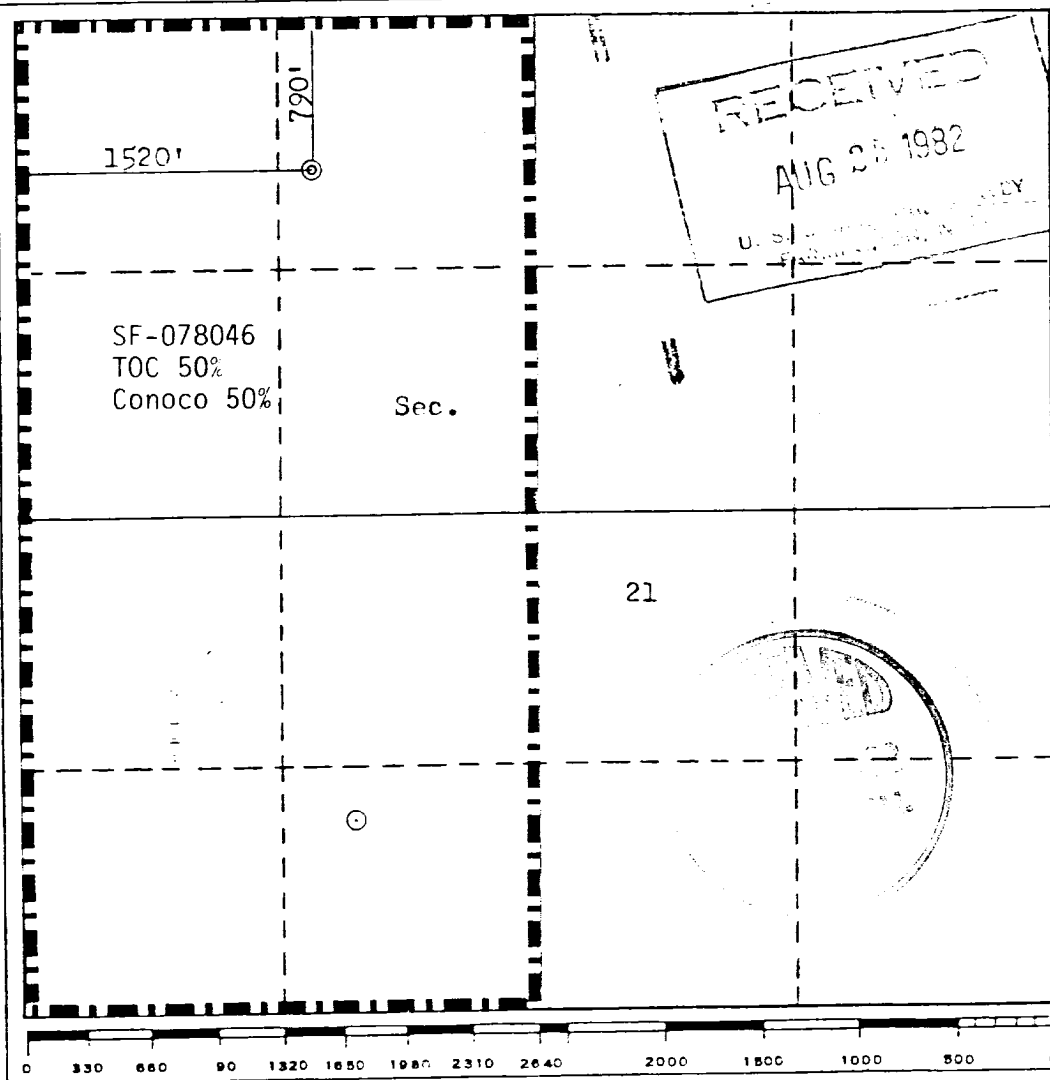 790'
1520'
RECEIVED
AUG 25 1982
U. S.
SF-078046
TOC 50%
Conoco 50%
Sec.
21
0 330 660 90 1320 1650 1980 2310 2640 2000 1500 1000 500